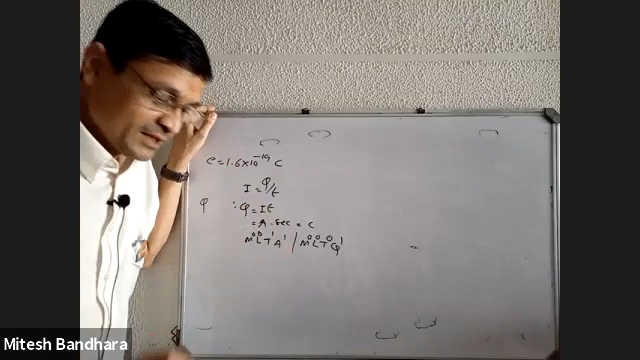 e = 1.6×10⁻¹⁹ C
I = Q/t
Q ∴ Q = It
= A . sec = C
M⁰L⁰T¹A¹ / M⁰L⁰T⁰Q¹
Mitesh Bandhara